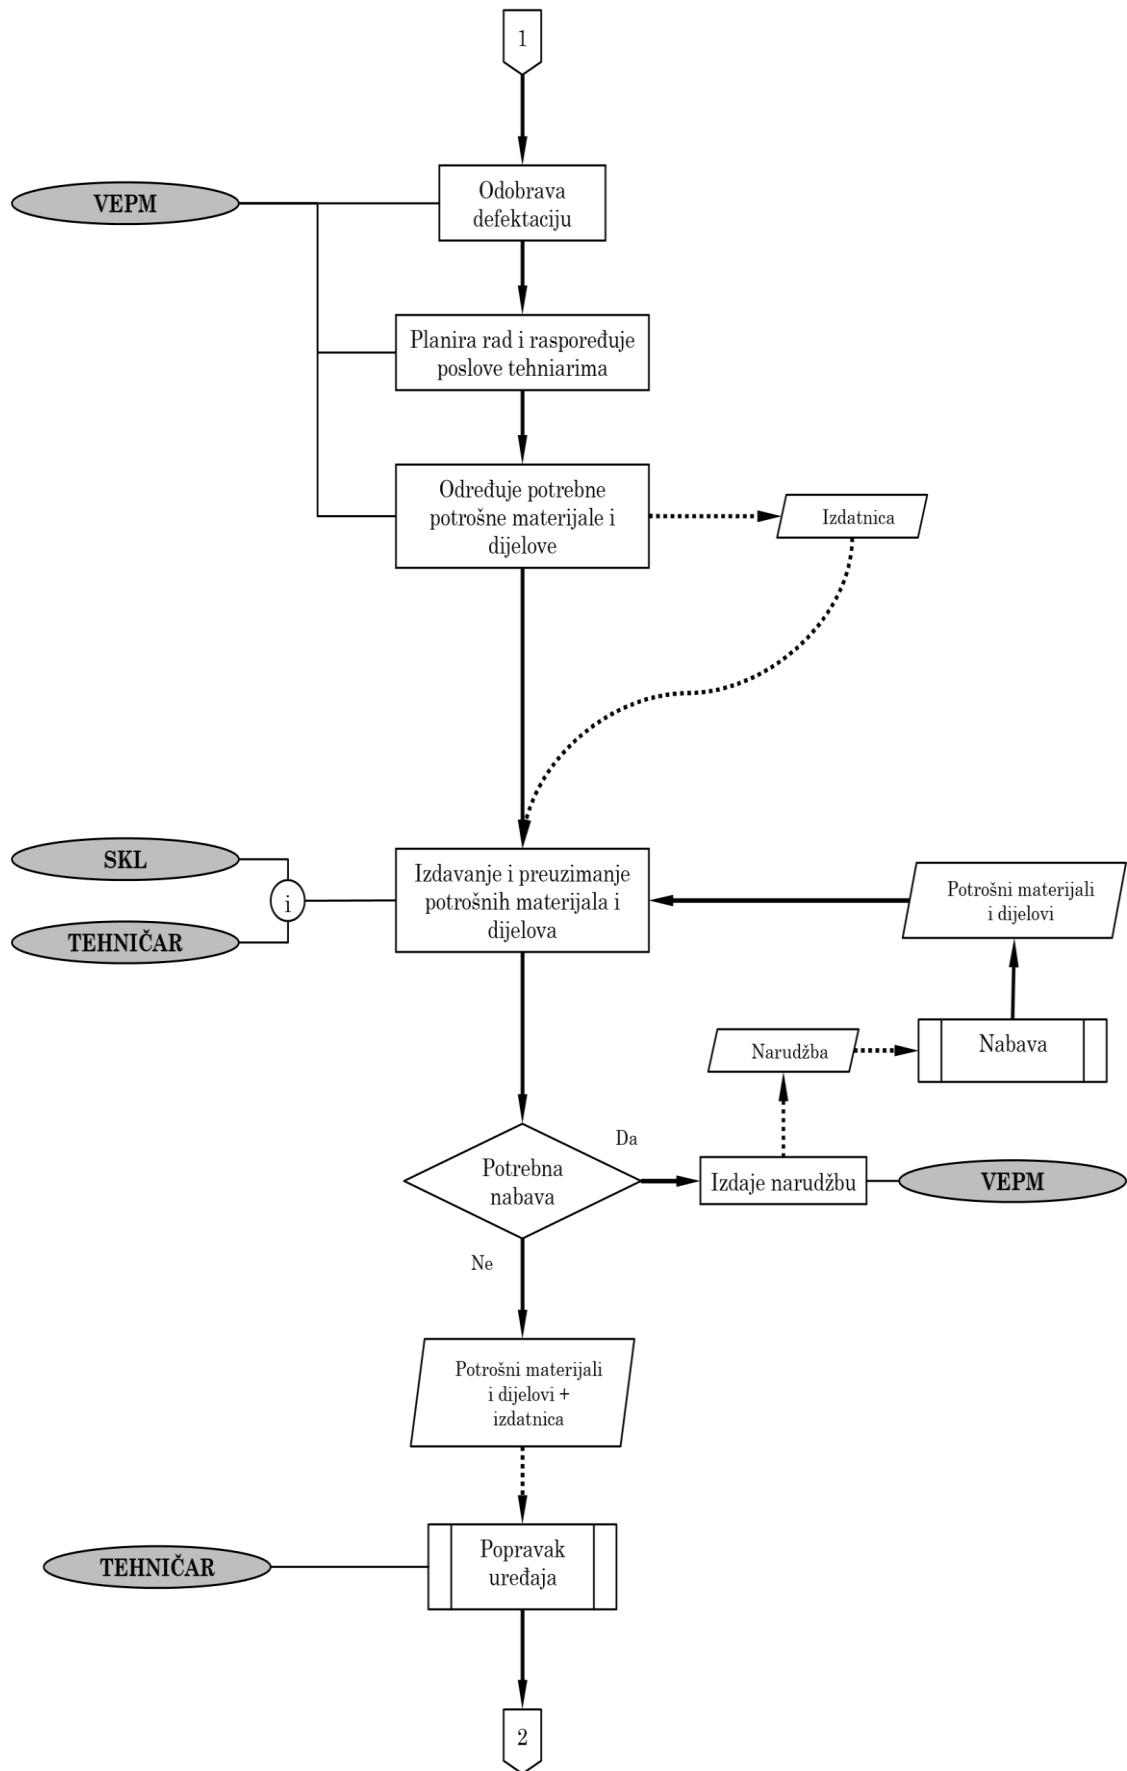 1
VEPM
Odobrava
defektaciju
Planira rad i raspoređuje
poslove tehniarima
Određuje potrebne
potrošne materijale i
dijelove
Izdatnica
SKL
i
TEHNIČAR
Izdavanje i preuzimanje
potrošnih materijala i
dijelova
Potrošni materijali
i dijelovi
Narudžba
Nabava
Da
Potrebna
nabava
Izdaje narudžbu
VEPM
Ne
Potrošni materijali
i dijelovi +
izdatnica
TEHNIČAR
Popravak
uređaja
2